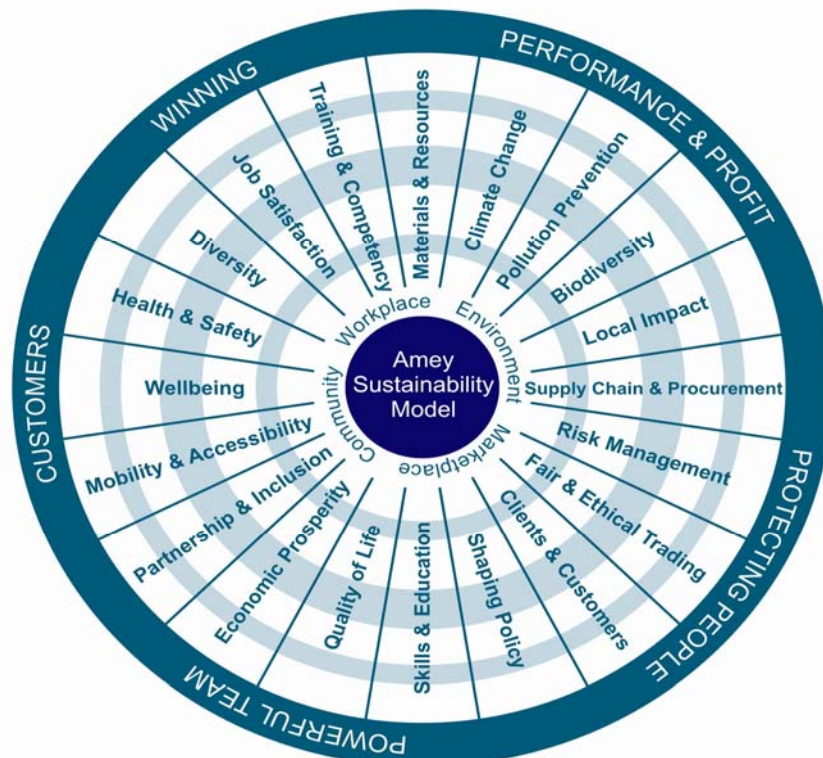 WINNING
PERFORMANCE & PROFIT
PROTECTING PEOPLE
POWERFUL TEAM
CUSTOMERS
Materials & Resources
Climate Change
Pollution Prevention
Biodiversity
Local Impact
Supply Chain & Procurement
Risk Management
Fair & Ethical Trading
Clients & Customers
Shaping Policy
Skills & Education
Quality of Life
Economic Prosperity
Partnership & Inclusion
Mobility & Accessibility
Wellbeing
Health & Safety
Diversity
Job Satisfaction
Training & Competency
Workplace
Environment
Marketplace
Community
Amey
Sustainability
Model